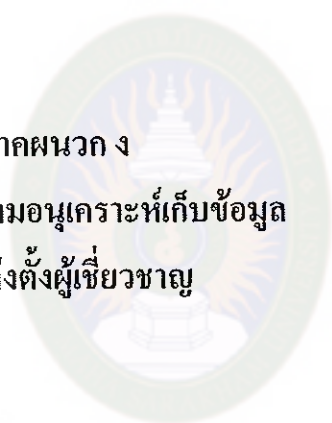 าคผนวก ง
ามอนุเคราะห์เก็บข้อมูล
งตั้งผู้เชี่ยวชาญ